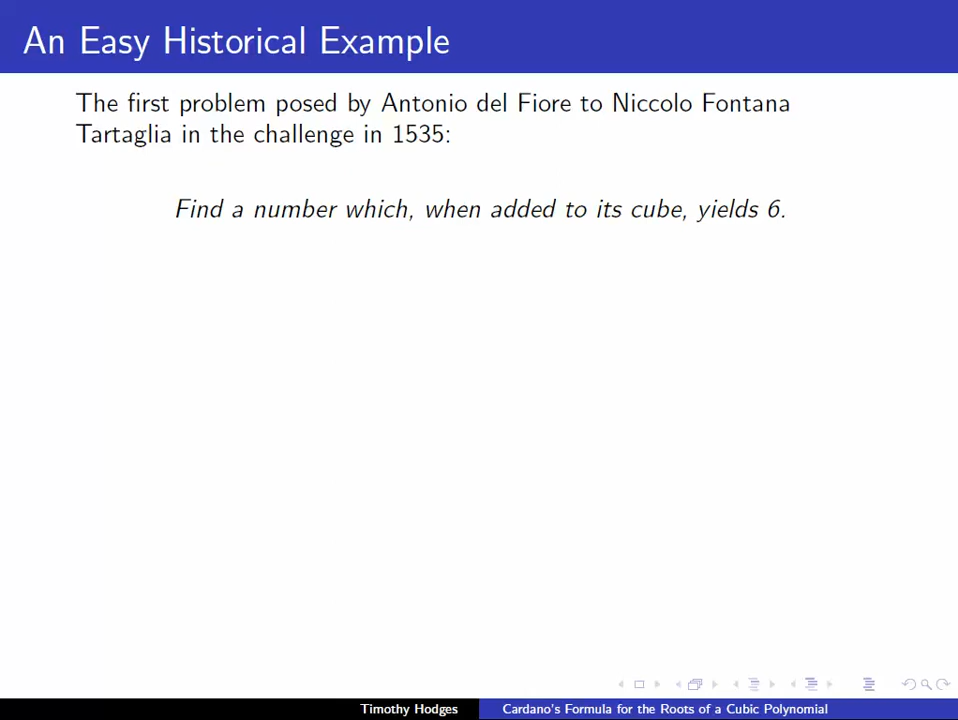 An Easy Historical Example
The first problem posed by Antonio del Fiore to Niccolo Fontana
Tartaglia in the challenge in 1535:
Find a number which, when added to its cube, yields 6.
Timothy Hodges
Cardano's Formula for the Roots of a Cubic Polynomial